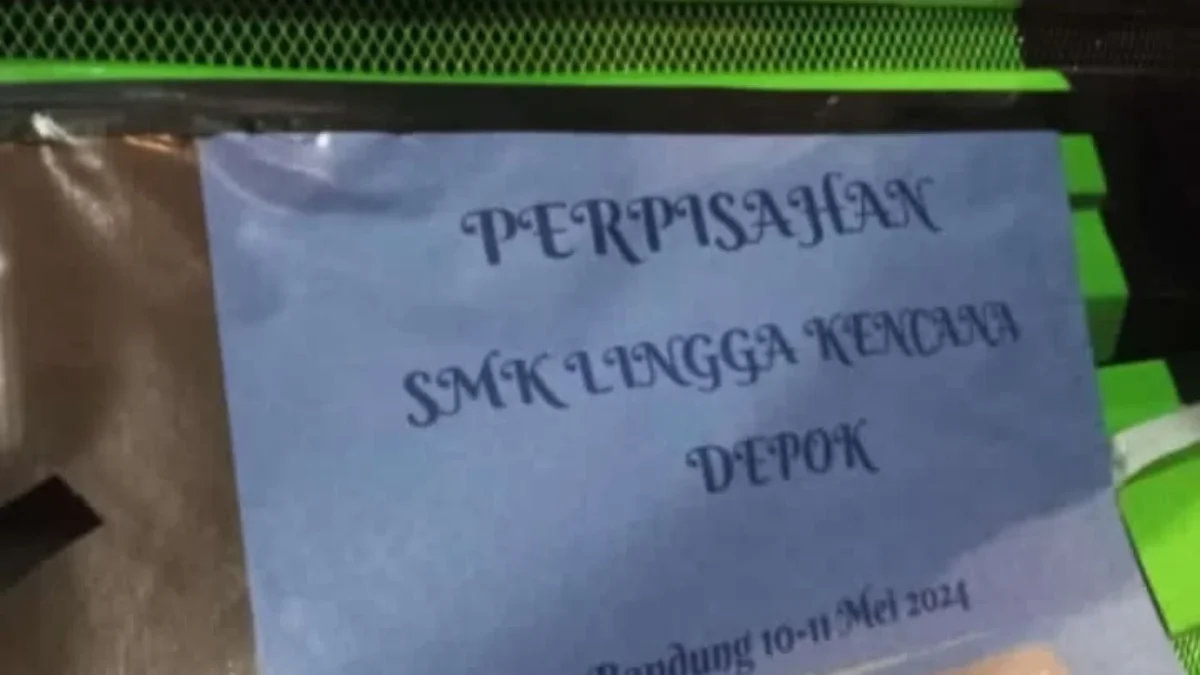 PERPISAHAN
SMK LINGGA KENCANA
DEPOK
Bandung 10-11 Mei 2024